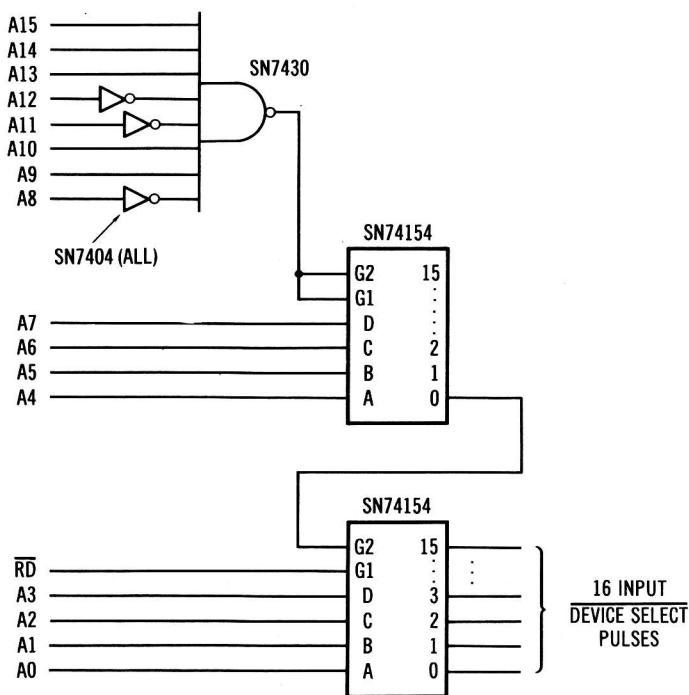 A15
A14
A13
SN7430
A12
A11
A10
A9
A8
SN7404 (ALL)
SN74154
G2 15
G1
A7 D
A6 C 2
A5 B 1
A4 A 0
SN74154
G2 15
RD G1
A3 D 3
A2 C 2
A1 B 1
A0 A 0
16 INPUT
DEVICE SELECT
PULSES